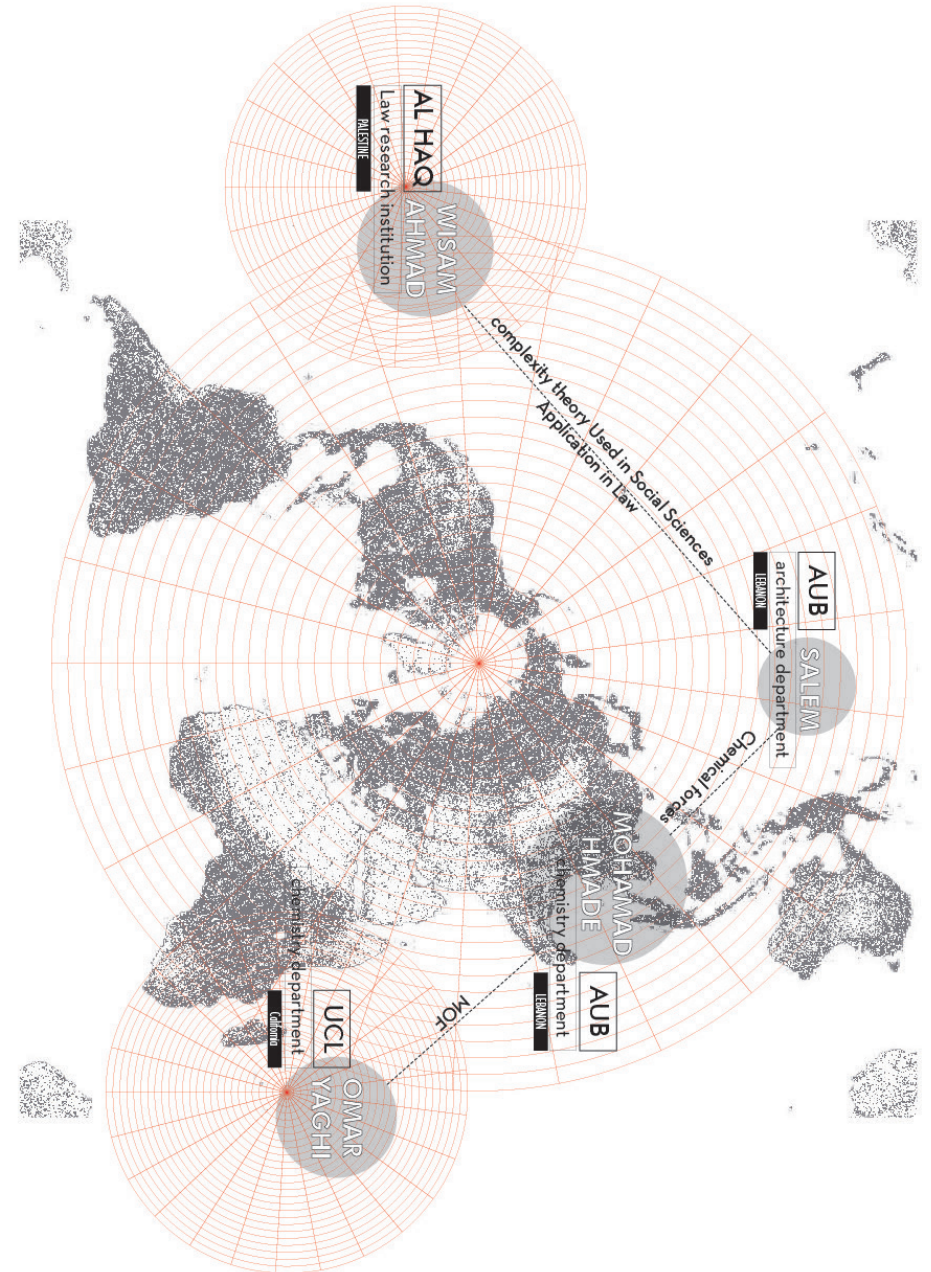 AL HAQ
Law research institution
PALESTINE
WISAM
AHMAD
complexity theory Used in Social Sciences
Application in Law
AUB
architecture department
LEBANON
SALEM
Chemical forces
MOHAMAD
HMADE
AUB
chemistry department
LEBANON
MOF
UCL
chemistry department
California
OMAR
YAGHI